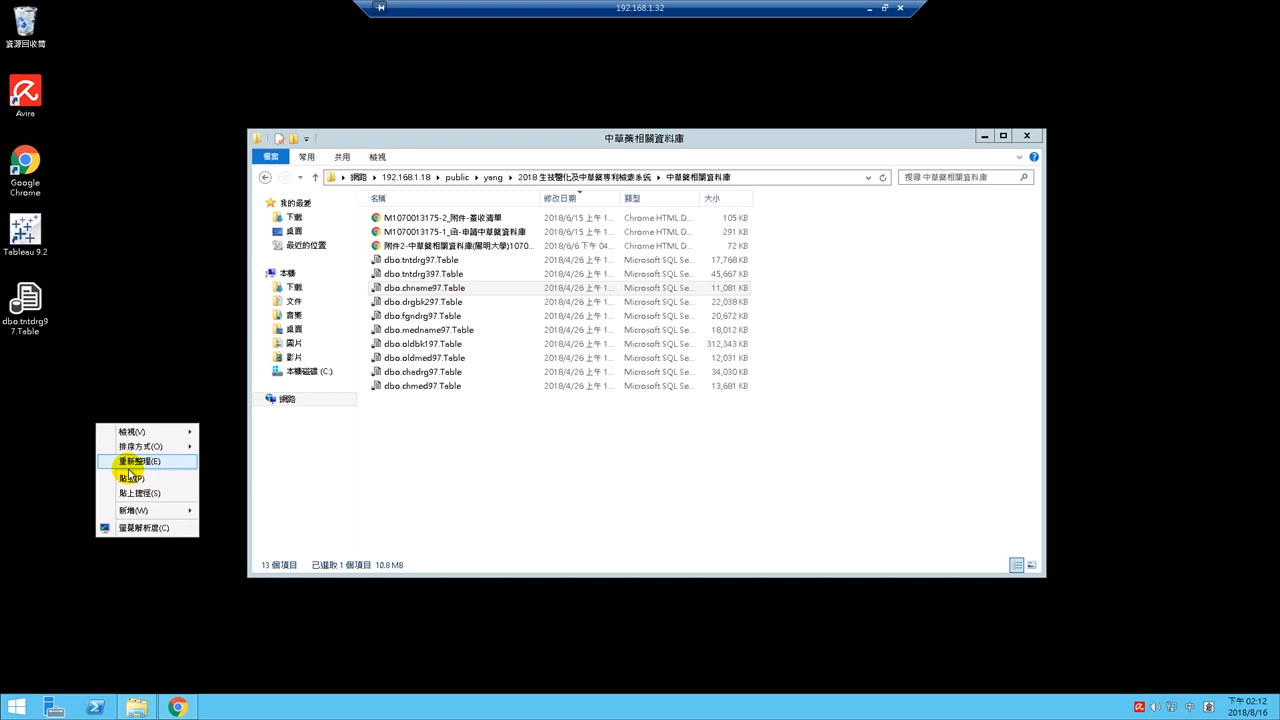 192.168.1.32
資源回收筒
Avira
Google
Chrome
Tableau 9.2
dbo.tntdrg9
7.Table
中華藥相關資料庫
檔案 常用 共用 檢視
網路 192.168.1.18 public yang 2018 生技醫化及中草藥專利檢索系統 中華藥相關資料庫
搜尋 中華藥相關資料庫
名稱 修改日期 類型 大小
M1070013175-2_附件-簽收清單 2018/6/15 上午 1... Chrome HTML D... 105 KB
M1070013175-1_函-申請中華藥資料庫 2018/6/15 上午 1... Chrome HTML D... 291 KB
附件2-中華藥相關資料庫(陽明大學)1070... 2018/6/6 下午 04... Chrome HTML D... 72 KB
dbo.tntdrg97.Table 2018/4/26 上午 1... Microsoft SQL Se... 17,768 KB
dbo.tntdrg397.Table 2018/4/26 上午 1... Microsoft SQL Se... 45,667 KB
dbo.chname97.Table 2018/4/26 上午 1... Microsoft SQL Se... 11,081 KB
dbo.drgbk297.Table 2018/4/26 上午 1... Microsoft SQL Se... 22,038 KB
dbo.fgndrg97.Table 2018/4/26 上午 1... Microsoft SQL Se... 20,672 KB
dbo.medname97.Table 2018/4/26 上午 1... Microsoft SQL Se... 18,012 KB
dbo.oldbk197.Table 2018/4/26 上午 1... Microsoft SQL Se... 312,343 KB
dbo.oldmed97.Table 2018/4/26 上午 1... Microsoft SQL Se... 12,031 KB
dbo.chadrg97.Table 2018/4/26 上午 1... Microsoft SQL Se... 34,030 KB
dbo.chmed97.Table 2018/4/26 上午 1... Microsoft SQL Se... 13,681 KB
我的最愛
下載
桌面
最近的位置
本機
下載
文件
音樂
桌面
圖片
影片
本機磁碟 (C:)
網路
13 個項目 已選取 1 個項目 10.8 MB
檢視(V)
排序方式(O)
重新整理(E)
貼上(P)
貼上捷徑(S)
新增(W)
螢幕解析度(C)
下午 02:12
2018/8/16